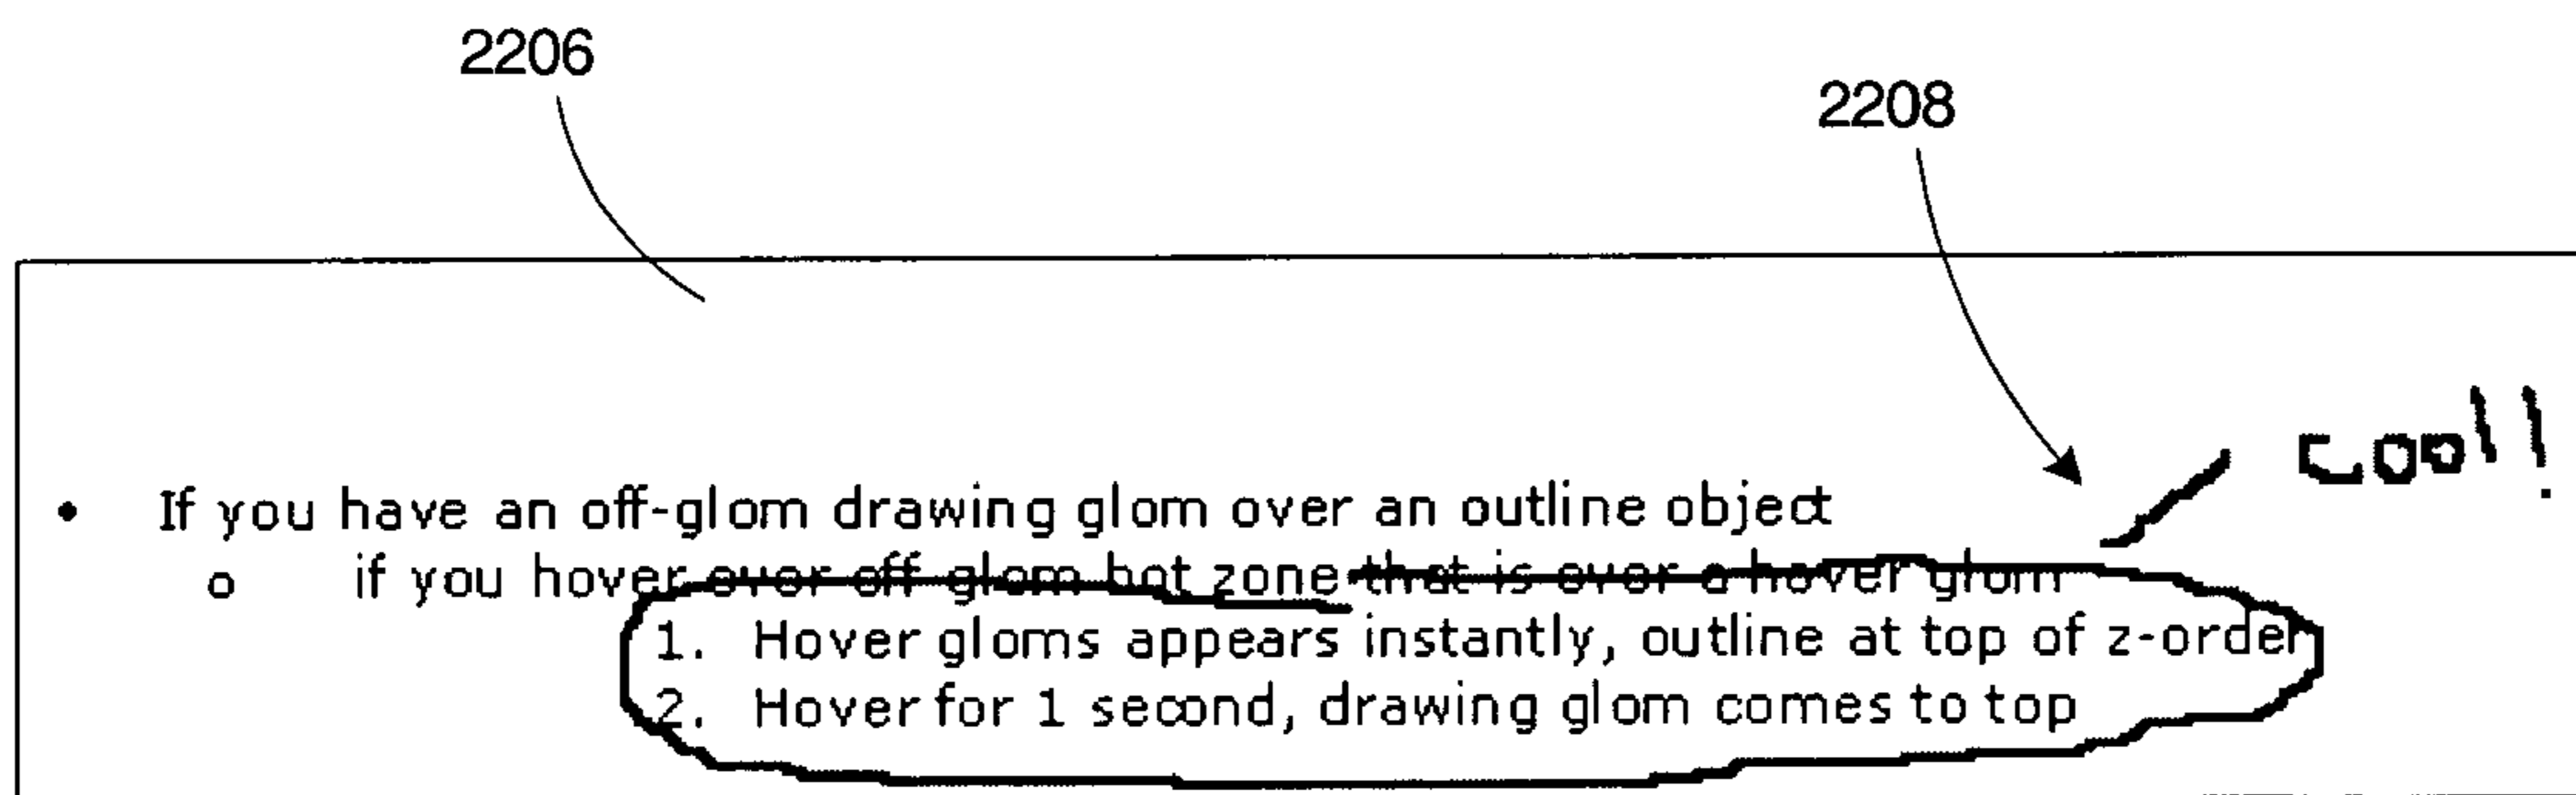 2206
2208
cool!
• If you have an off-glom drawing glom over an outline object
o if you hover over off glom hot zone that is over a hover glom
1. Hover gloms appears instantly, outline at top of z-order
2. Hover for 1 second, drawing glom comes to top